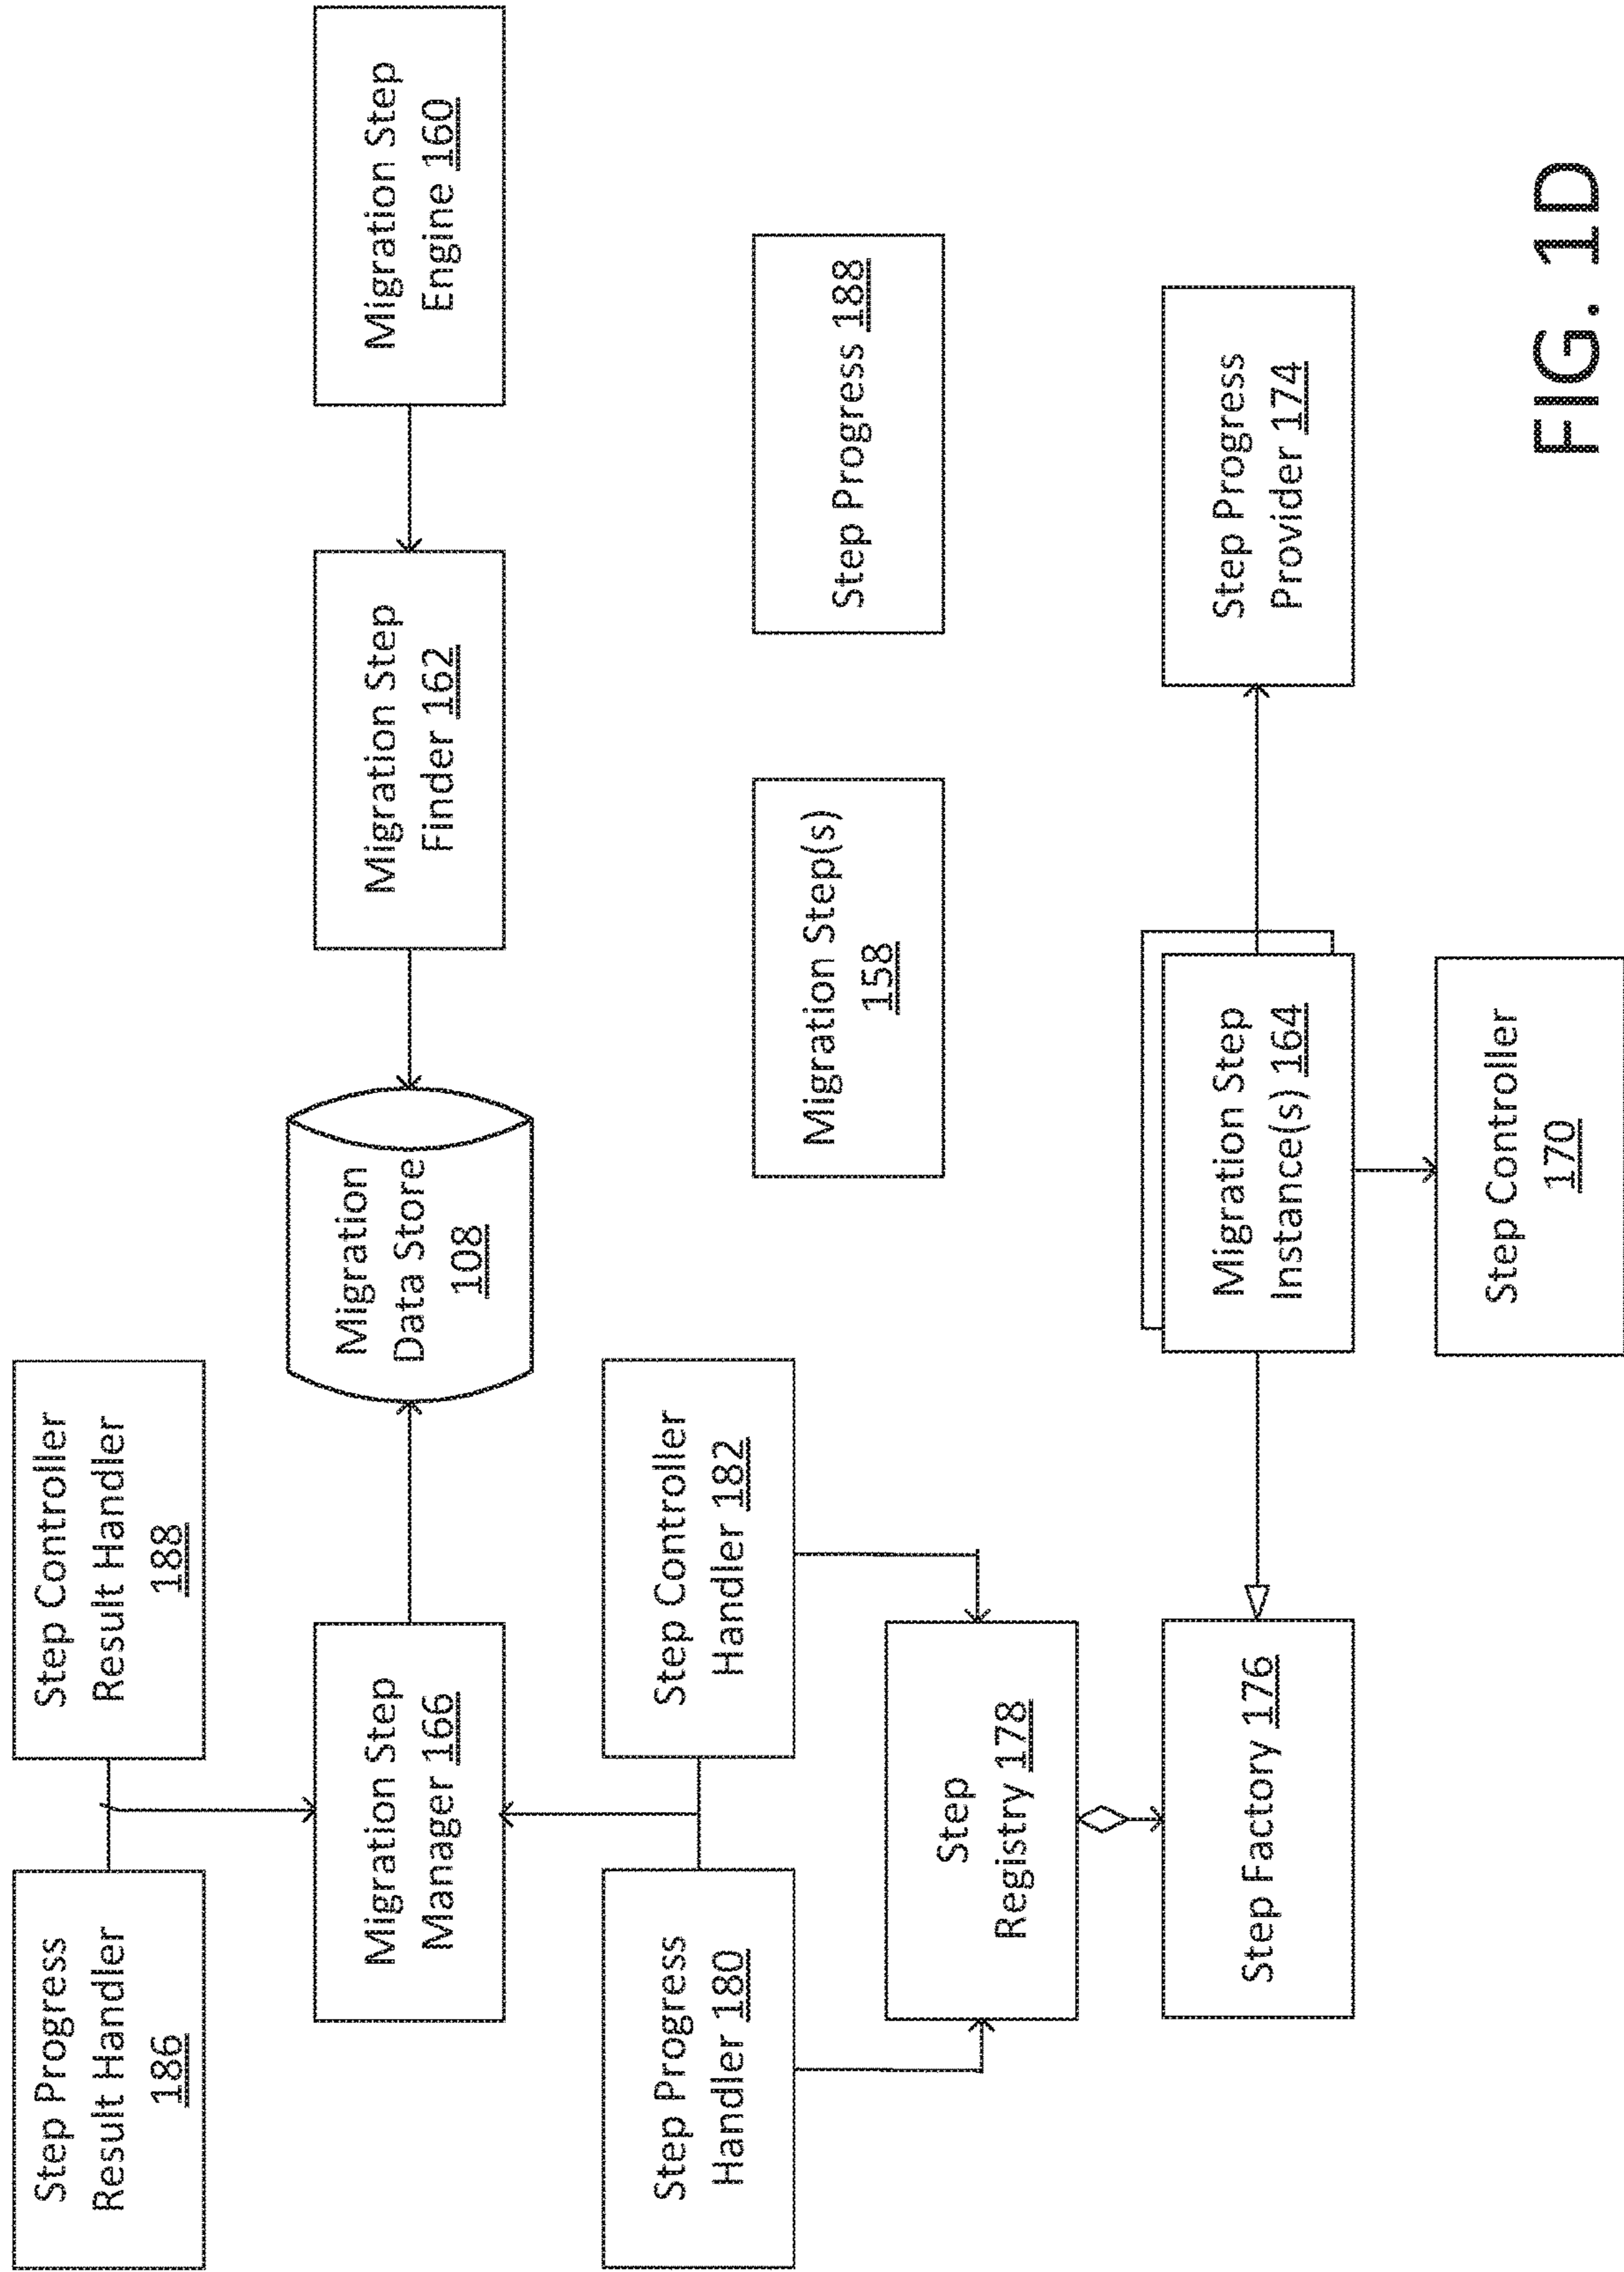 Step Progress
Result Handler
186
Step Controller
Result Handler
188
Migration Step
Manager 166
Migration
Data Store
108
Migration Step
Finder 162
Migration Step
Engine 160
Step Progress
Handler 180
Step Controller
Handler 182
Migration Step(s)
158
Step Progress 188
Step
Registry 178
Step Factory 176
Migration Step
Instance(s) 164
Step Progress
Provider 174
Step Controller
170
FIG. 1D